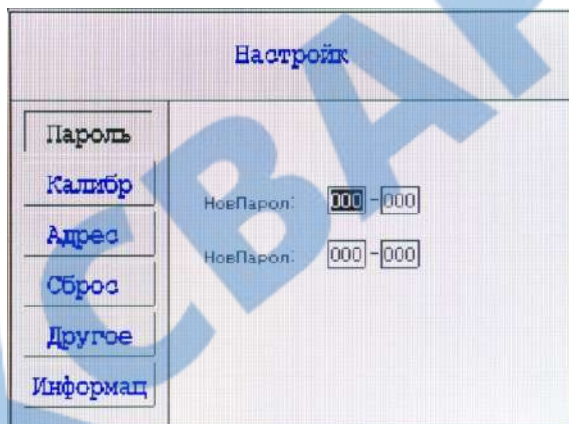 Настройк
Пароль
Калибр
Адрес
Сброс
Другое
Информац
НовПарол: 000-000
НовПарол: 000-000